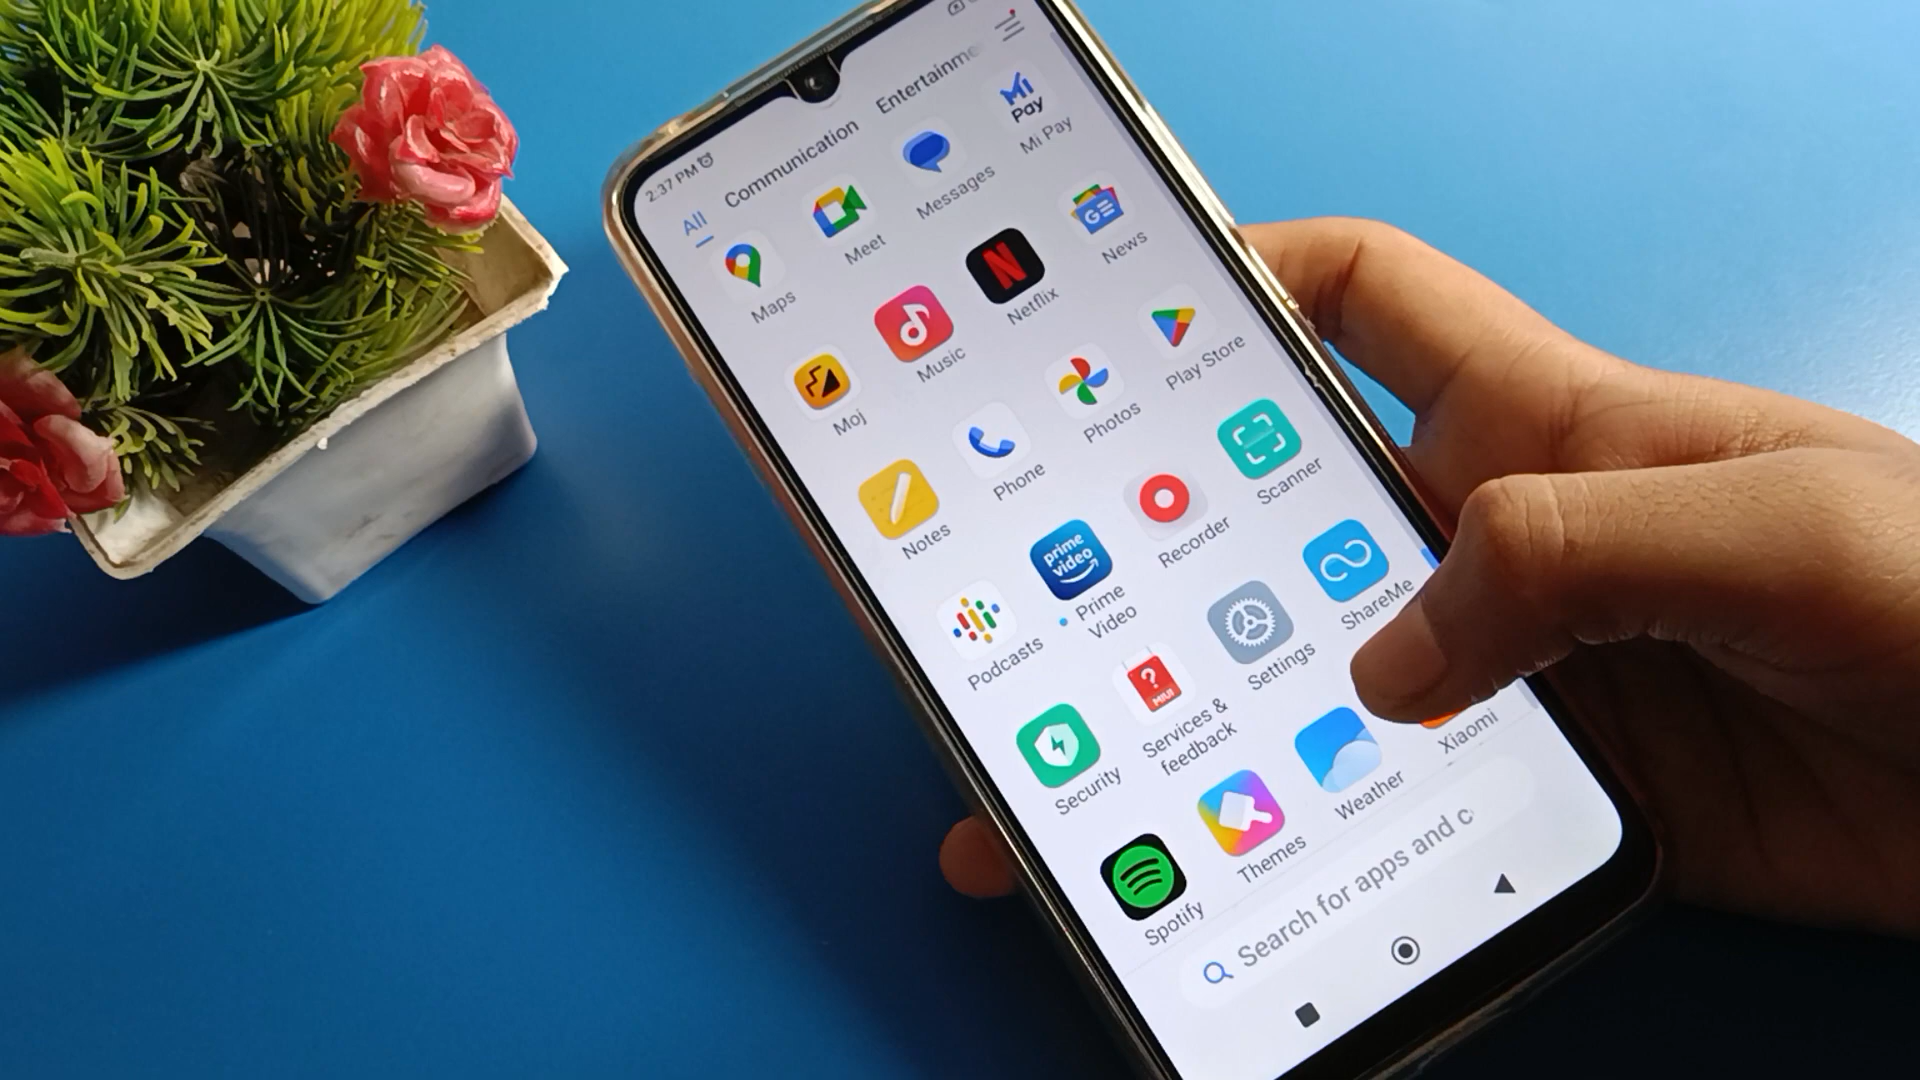 2:37 PM
All Communication Entertainme
Maps Meet Messages Mi Pay
Mi Pay
Moj Music Netflix News
GE
Notes Phone Photos Play Store
prime video
Podcasts Prime Video Recorder Scanner
? MIUI
Security Services & feedback Settings ShareMe
Spotify Themes Weather Xiaomi
Search for apps and c